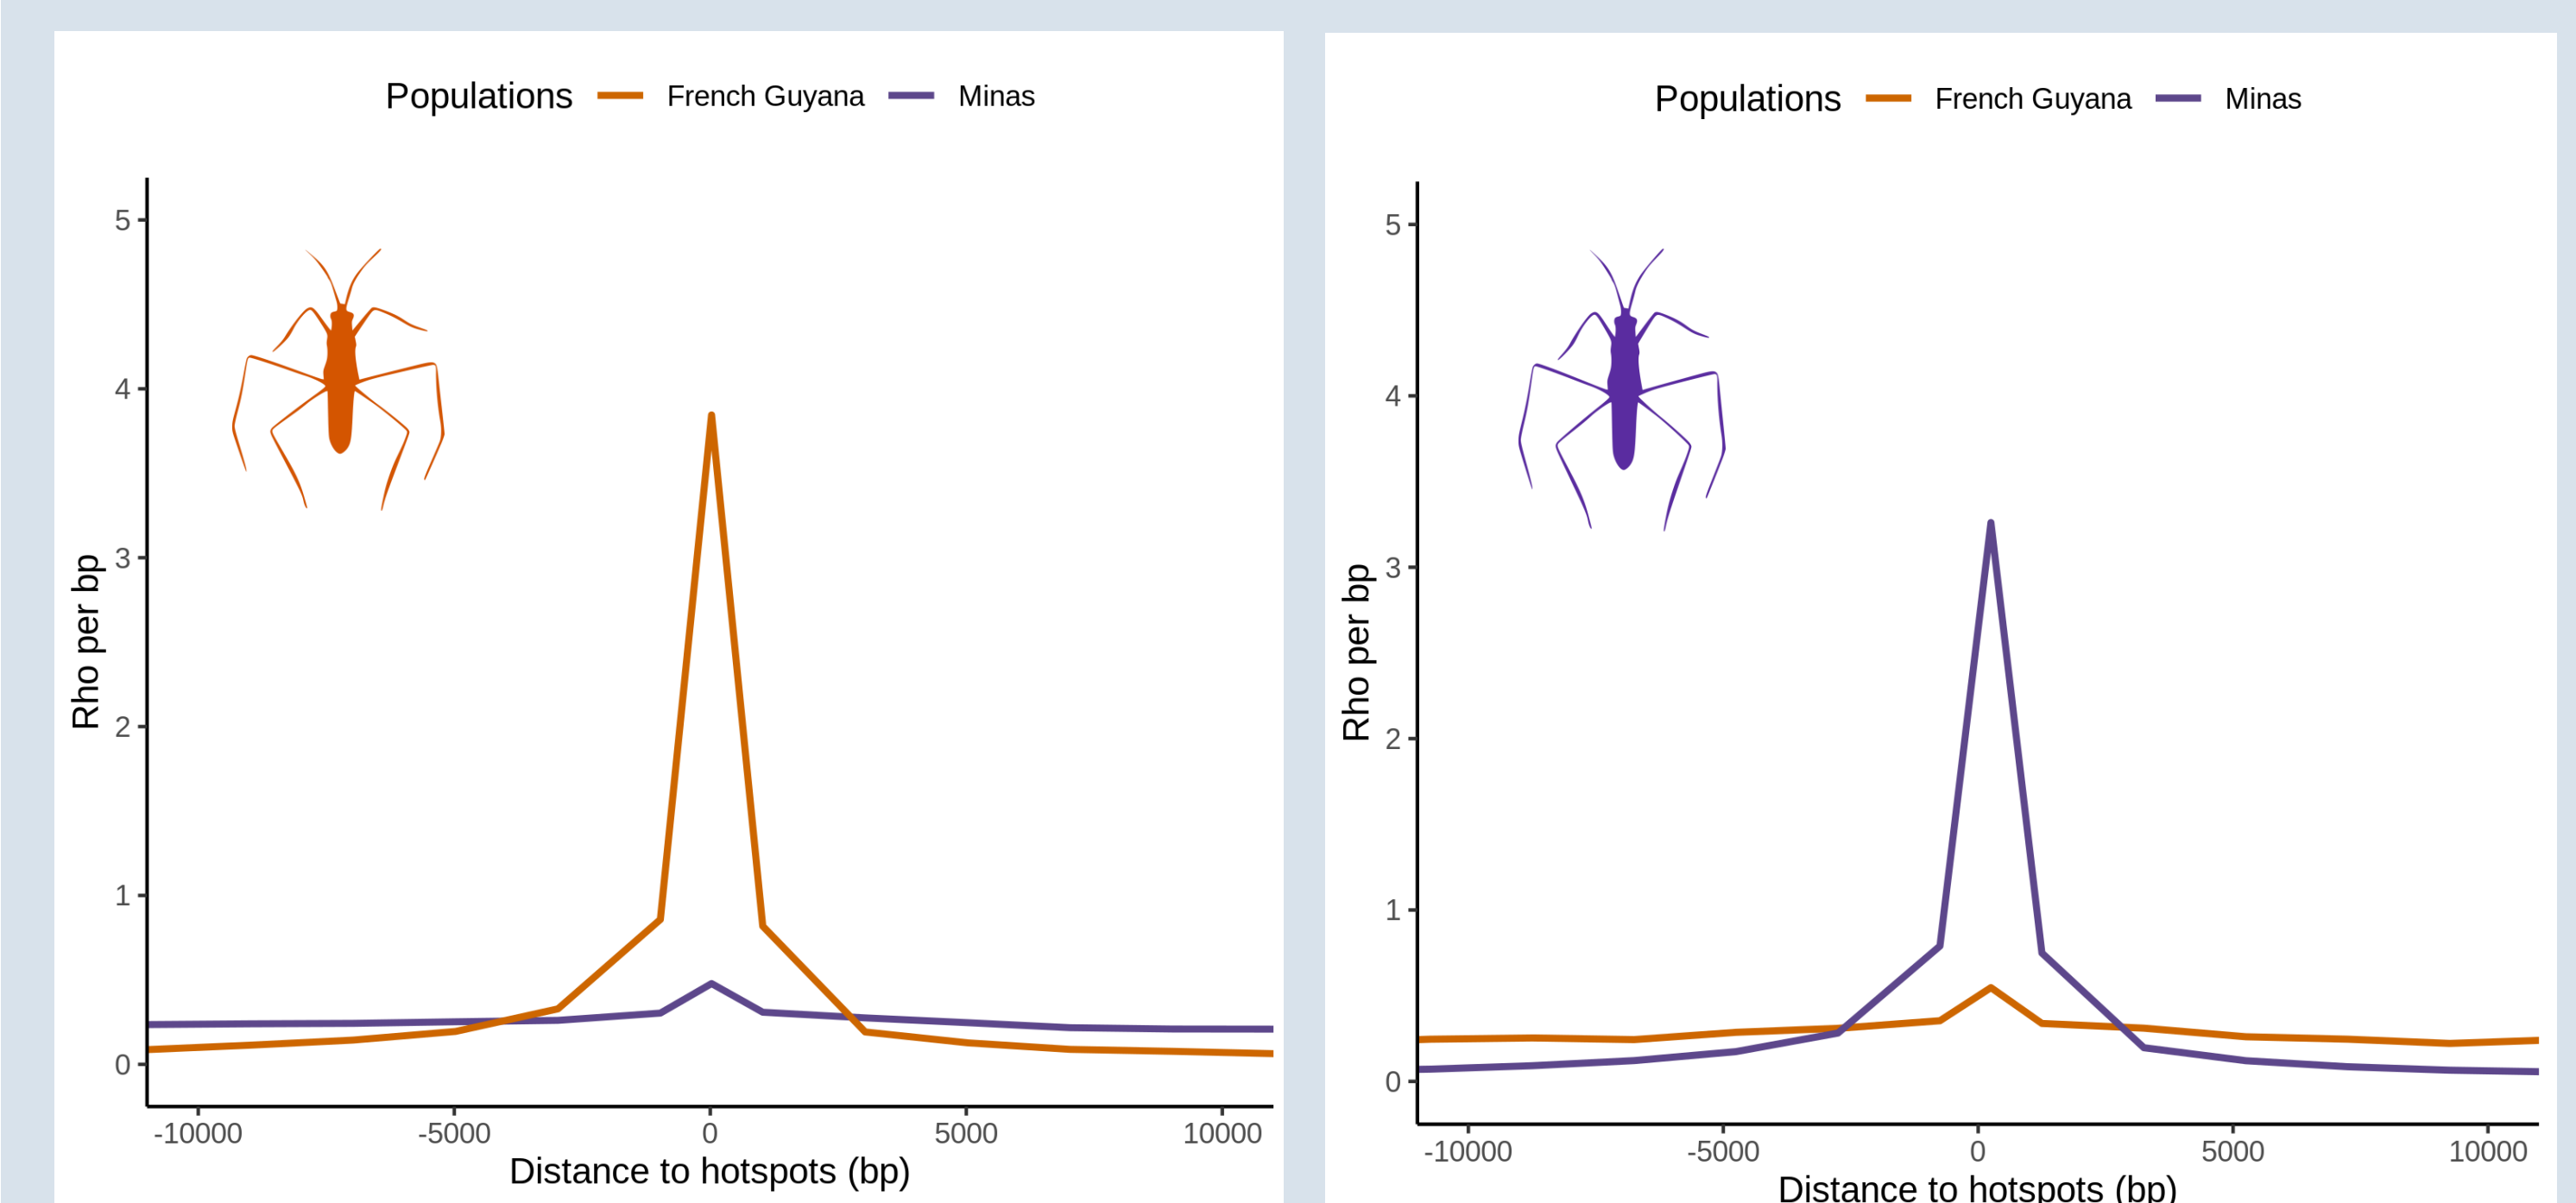 Populations French Guyana Minas
5
4
3
2
1
0
Rho per bp
-10000 -5000 0 5000 10000
Distance to hotspots (bp)
Populations French Guyana Minas
5
4
3
2
1
0
Rho per bp
-10000 -5000 0 5000 10000
Distance to hotspots (bp)